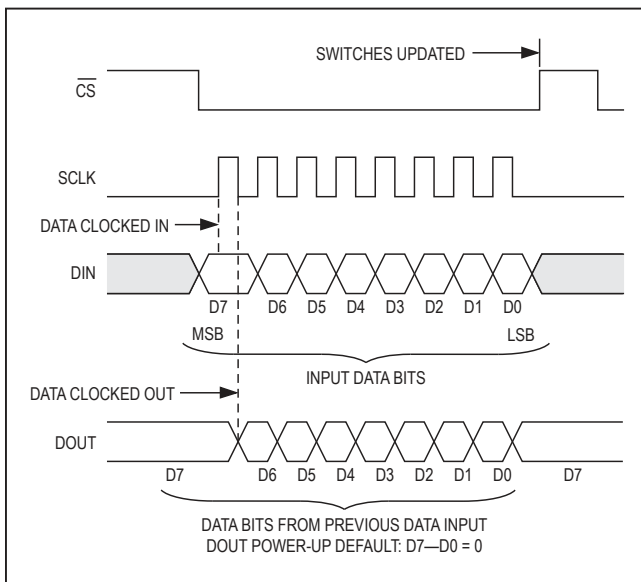 SWITCHES UPDATED
CS
SCLK
DATA CLOCKED IN
DIN
D7 D6 D5 D4 D3 D2 D1 D0
MSB LSB
INPUT DATA BITS
DATA CLOCKED OUT
DOUT
D7 D6 D5 D4 D3 D2 D1 D0 D7
DATA BITS FROM PREVIOUS DATA INPUT
DOUT POWER-UP DEFAULT: D7—D0 = 0